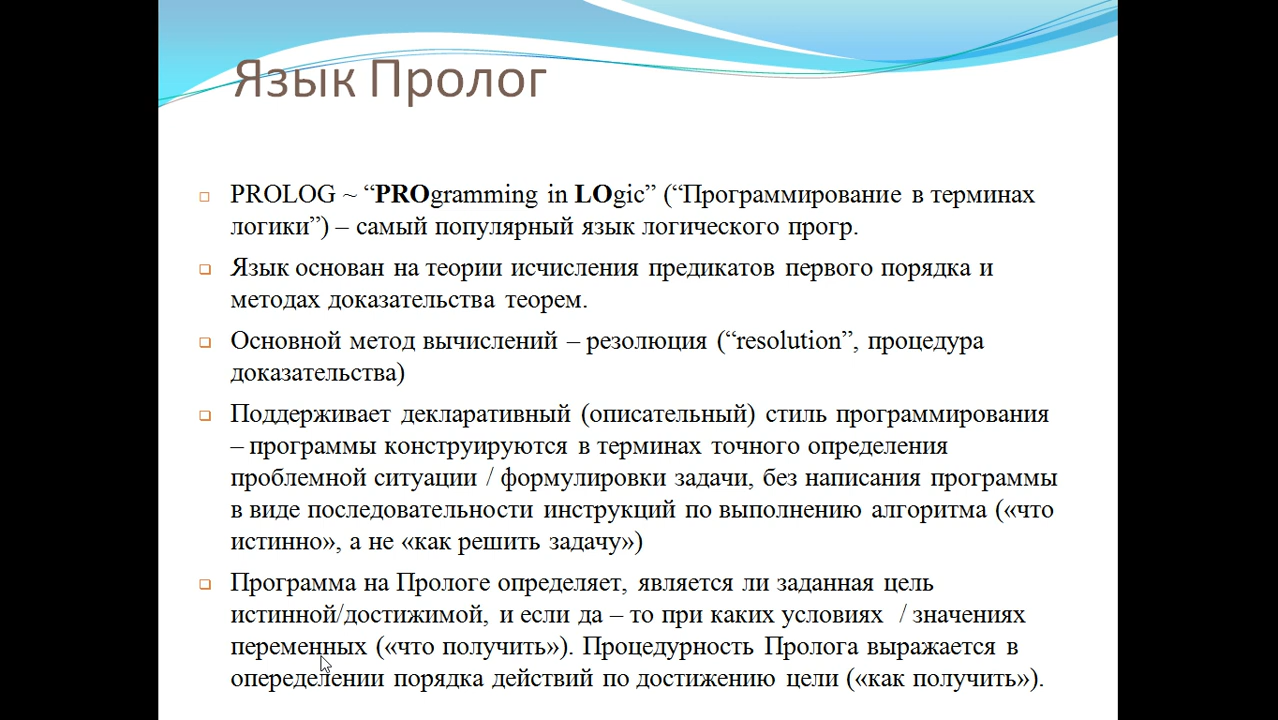 Язык Пролог
PROLOG ~ “PROgramming in LOgic” (“Программирование в терминах
логики”) – самый популярный язык логического прогр.
Язык основан на теории исчисления предикатов первого порядка и
методах доказательства теорем.
Основной метод вычислений – резолюция (“resolution”, процедура
доказательства)
Поддерживает декларативный (описательный) стиль программирования
– программы конструируются в терминах точного определения
проблемной ситуации / формулировки задачи, без написания программы
в виде последовательности инструкций по выполнению алгоритма («что
истинно», а не «как решить задачу»)
Программа на Прологе определяет, является ли заданная цель
истинной/достижимой, и если да – то при каких условиях / значениях
переменных («что получить»). Процедурность Пролога выражается в
опеределении порядка действий по достижению цели («как получить»).